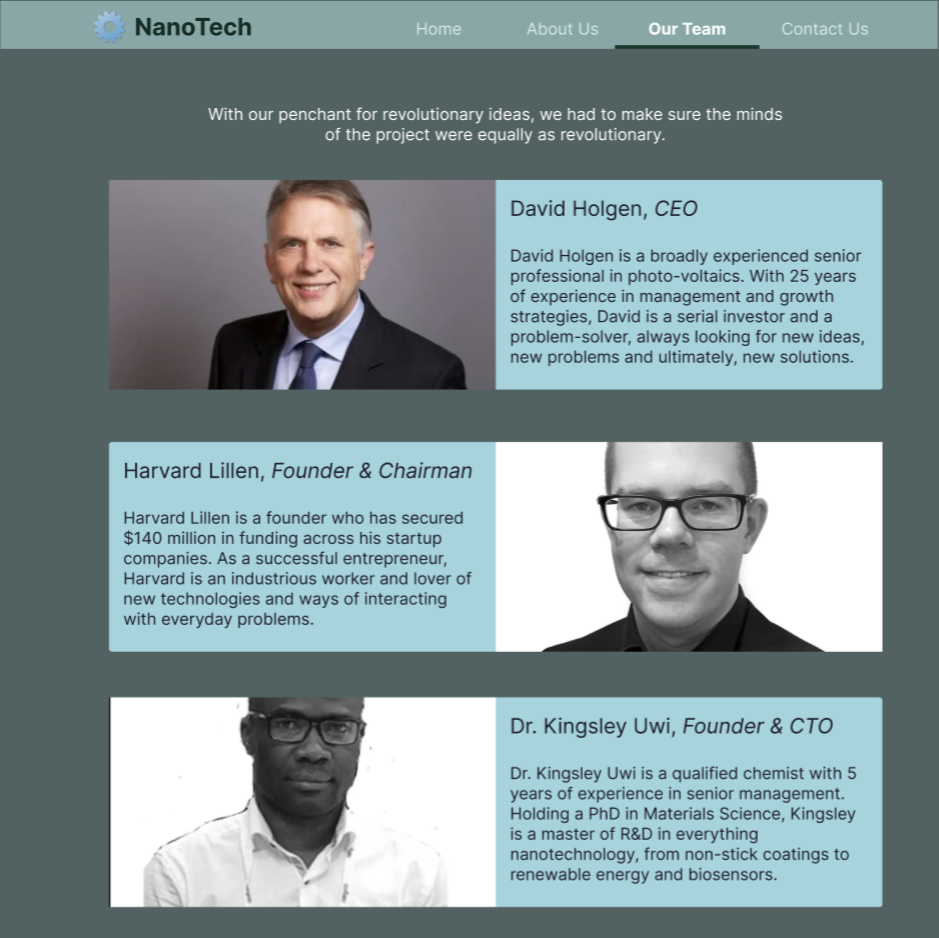 NanoTech
Home
About Us
Our Team
Contact Us
With our penchant for revolutionary ideas, we had to make sure the minds
of the project were equally as revolutionary.
David Holgen, CEO
David Holgen is a broadly experienced senior
professional in photo-voltaics. With 25 years
of experience in management and growth
strategies, David is a serial investor and a
problem-solver, always looking for new ideas,
new problems and ultimately, new solutions.
Harvard Lillen, Founder & Chairman
Harvard Lillen is a founder who has secured
$140 million in funding across his startup
companies. As a successful entrepreneur,
Harvard is an industrious worker and lover of
new technologies and ways of interacting
with everyday problems.
Dr. Kingsley Uwi, Founder & CTO
Dr. Kingsley Uwi is a qualified chemist with 5
years of experience in senior management.
Holding a PhD in Materials Science, Kingsley
is a master of R&D in everything
nanotechnology, from non-stick coatings to
renewable energy and biosensors.